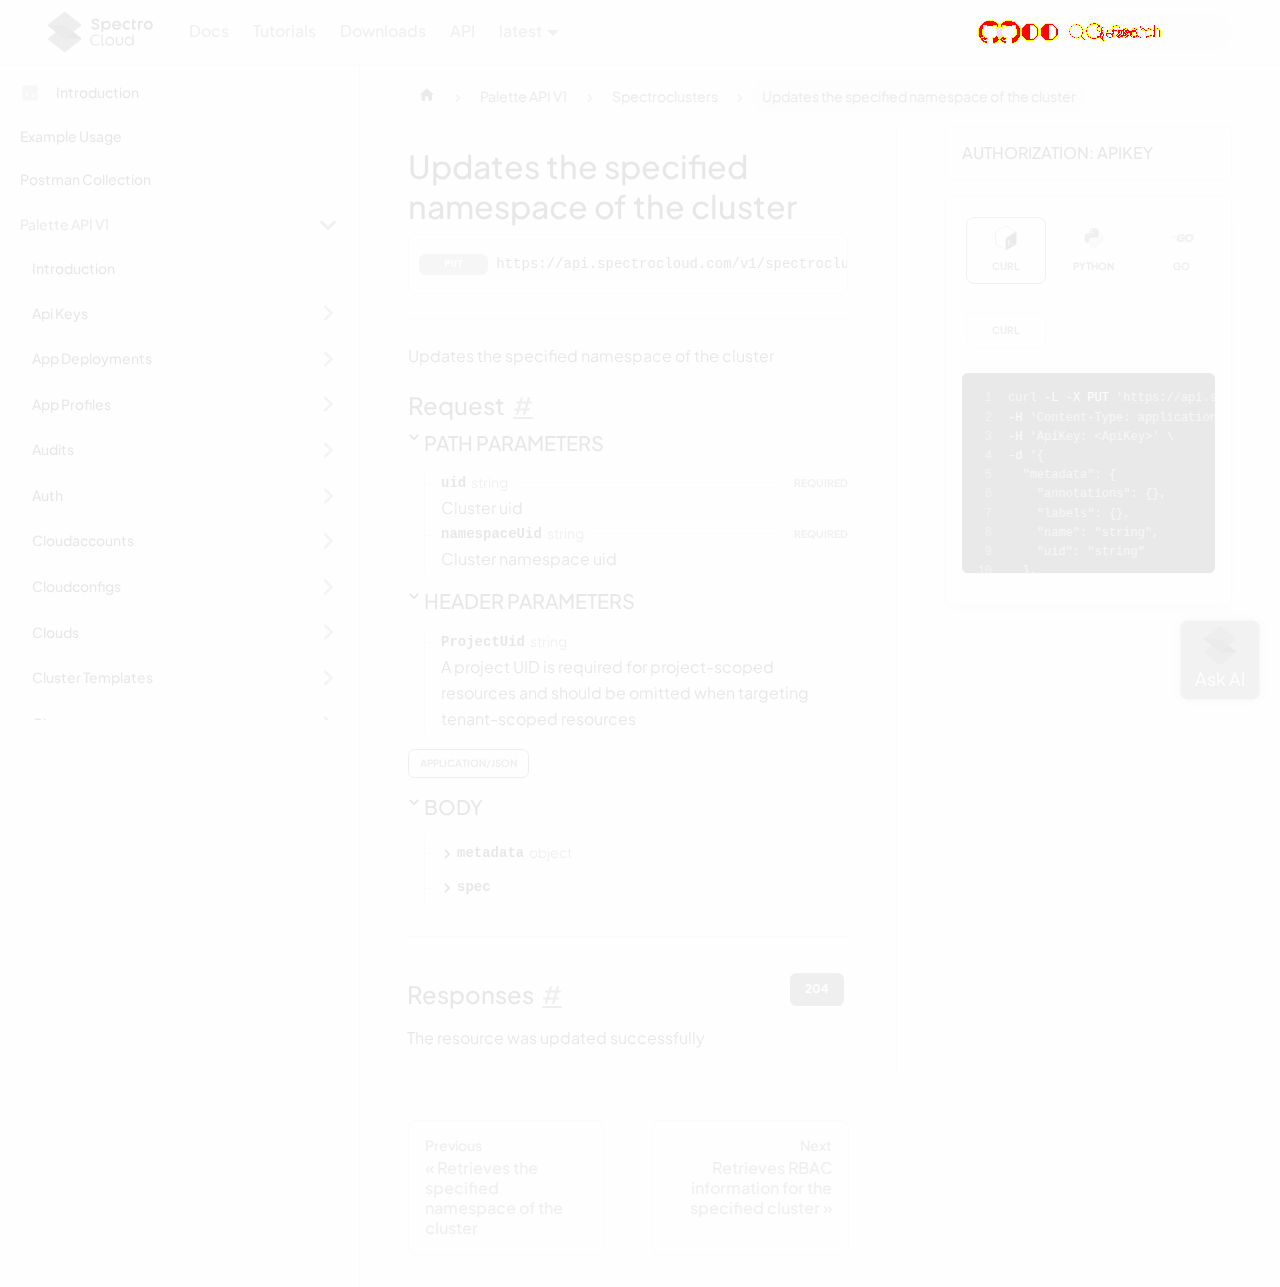 Spectro
Cloud
Docs
Tutorials
Downloads
API
latest
Introduction
Example Usage
Postman Collection
Palette API V1
Introduction
Api Keys
App Deployments
App Profiles
Audits
Auth
Cloudaccounts
Cloudconfigs
Clouds
Cluster Templates
Palette API V1
Spectroclusters
Updates the specified namespace of the cluster
Updates the specified
namespace of the cluster
PUT https://api.spectrocloud.com/v1/spectroclu
Updates the specified namespace of the cluster
Request #
PATH PARAMETERS
uid string REQUIRED
Cluster uid
namespaceUid string REQUIRED
Cluster namespace uid
HEADER PARAMETERS
ProjectUid string
A project UID is required for project-scoped
resources and should be omitted when targeting
tenant-scoped resources
APPLICATION/JSON
BODY
metadata object
spec
Responses #
204
The resource was updated successfully
Previous
« Retrieves the
specified
namespace of the
cluster
Next
Retrieves RBAC
information for the
specified cluster »
AUTHORIZATION: APIKEY
CURL
PYTHON
GO
GO
CURL
1 curl -L -X PUT 'https://api.s
2 -H 'Content-Type: application
3 -H 'ApiKey: <ApiKey>' \
4 -d '{
5 "metadata": {
6 "annotations": {},
7 "labels": {},
8 "name": "string",
9 "uid": "string"
10 },
Ask AI